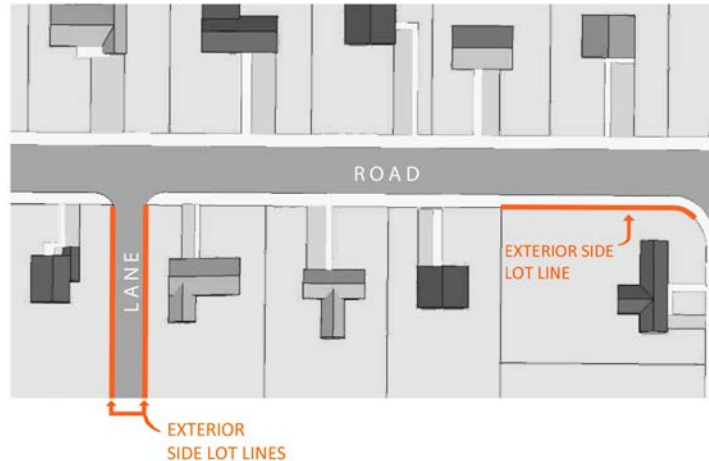 ROAD
EXTERIOR SIDE
LOT LINE
LANE
EXTERIOR
SIDE LOT LINES